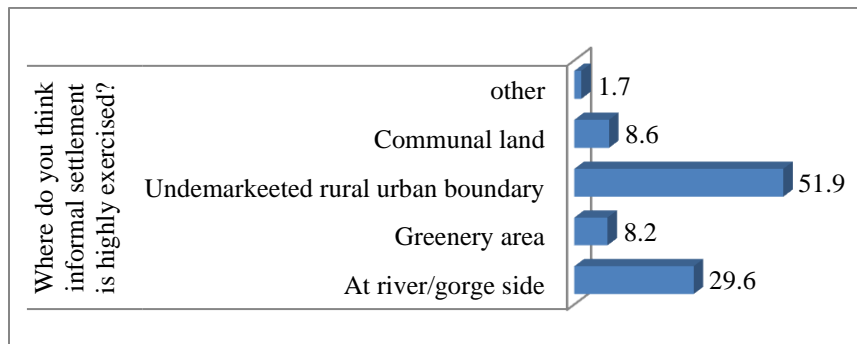 Where do you think
informal settlement
is highly exercised?
other
1.7
Communal land
8.6
Undemarkeeted rural urban boundary
51.9
Greenery area
8.2
At river/gorge side
29.6